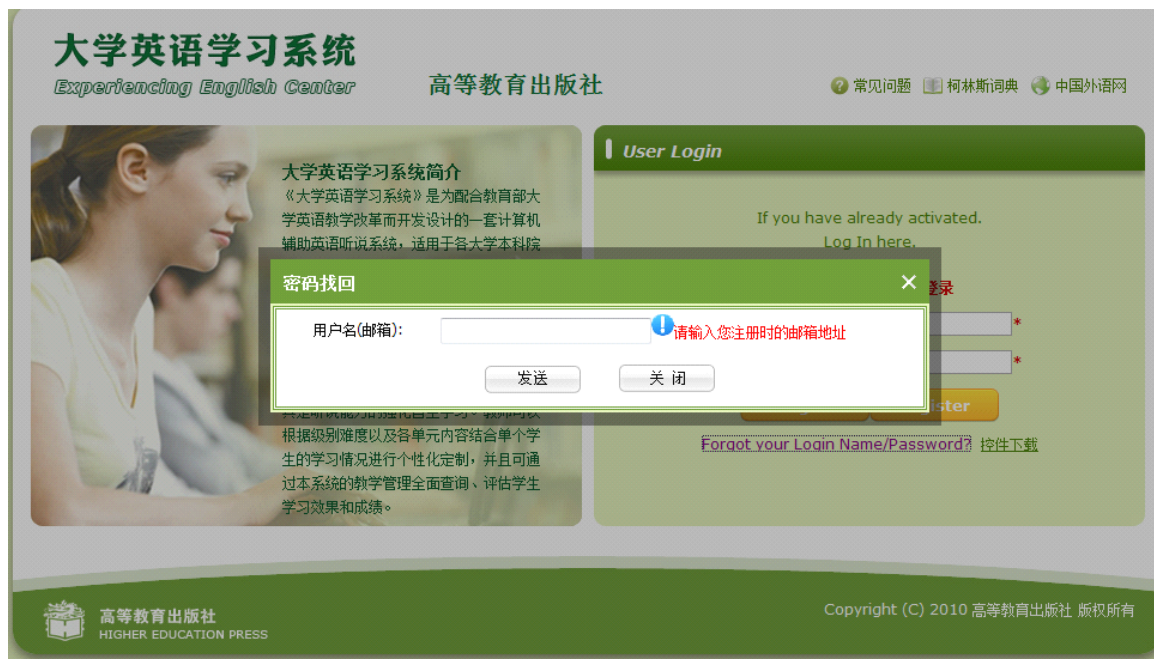 大学英语学习系统
Experiencing English Center
高等教育出版社
常见问题 柯林斯词典 中国外语网
大学英语学习系统简介
《大学英语学习系统》是为配合教育部大
学英语教学改革而开发设计的一套计算机
辅助英语听说系统，适用于各大学本科院
User Login
If you have already activated.
Log In here.
登录
*
*
密码找回
×
用户名(邮箱):
请输入您注册时的邮箱地址
发送
关 闭
根据级别难度以及各单元内容结合单个学
生的学习情况进行个性化定制，并且可通
过本系统的教学管理全面查询、评估学生
学习效果和成绩。
Forgot your Login Name/Password? 控件下载
高等教育出版社
HIGHER EDUCATION PRESS
Copyright (C) 2010 高等教育出版社 版权所有